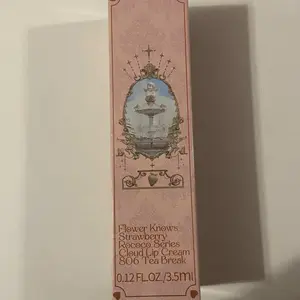 Flower Knows
Strawberry
Rococo Series
Cloud Lip Cream
S06 Tea Break
0.12 FL.OZ./3.5ml